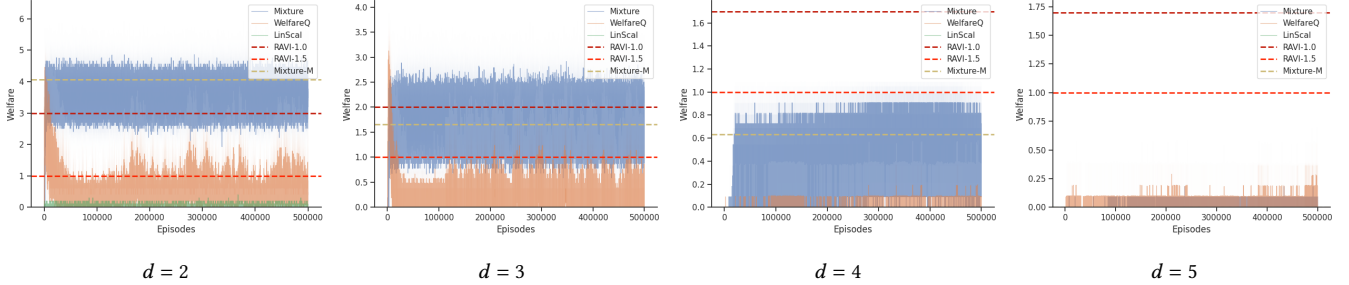 6
5
4
3
2
1
0
Welfare
0 100000 200000 300000 400000 500000
Episodes
Mixture
WelfareQ
LinScal
RAVI-1.0
RAVI-1.5
Mixture-M
d = 2
4.0
3.5
3.0
2.5
2.0
1.5
1.0
0.5
0.0
Welfare
0 100000 200000 300000 400000 500000
Episodes
Mixture
WelfareQ
LinScal
RAVI-1.0
RAVI-1.5
Mixture-M
d = 3
1.6
1.4
1.2
1.0
0.8
0.6
0.4
0.2
0.0
Welfare
0 100000 200000 300000 400000 500000
Episodes
Mixture
WelfareQ
LinScal
RAVI-1.0
RAVI-1.5
Mixture-M
d = 4
1.75
1.50
1.25
1.00
0.75
0.50
0.25
0.00
Welfare
0 100000 200000 300000 400000 500000
Episodes
Mixture
WelfareQ
LinScal
RAVI-1.0
RAVI-1.5
Mixture-M
d = 5